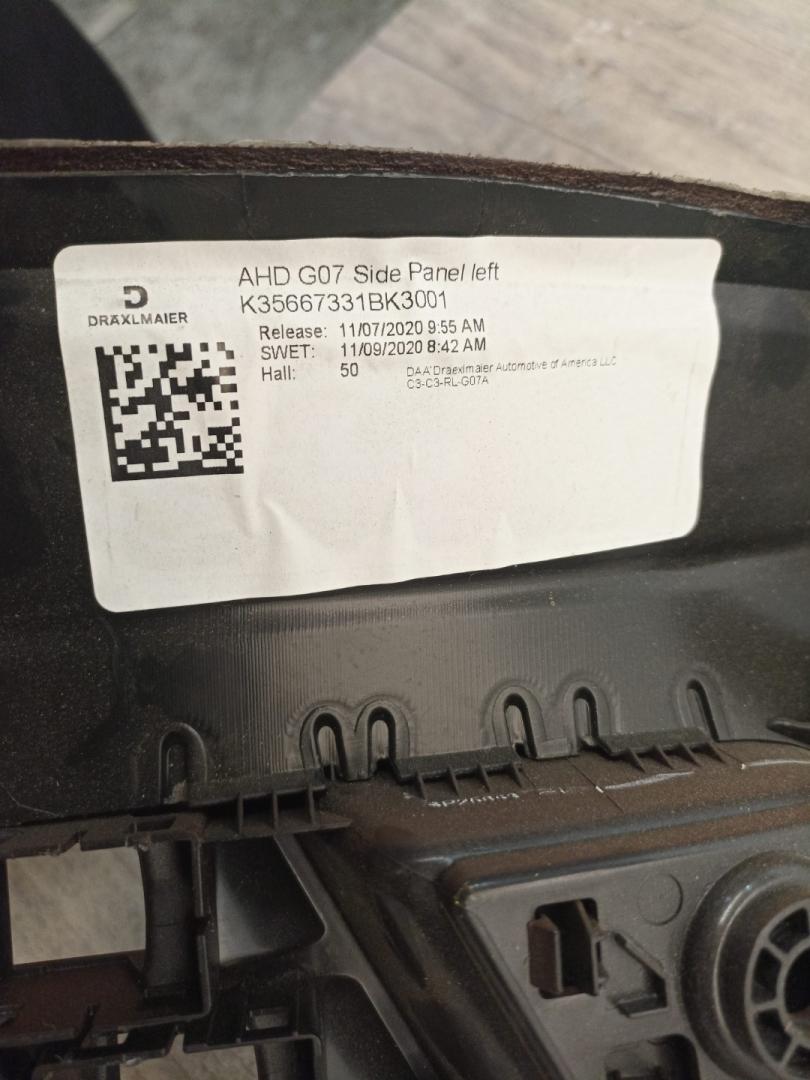 AHD G07 Side Panel left
K35667331BK3001
DRÄXLMAIER
Release: 11/07/2020 9:55 AM
SWET: 11/09/2020 8:42 AM
Hall: 50
DAA Draexlmaier Automotive of America LLC
C3-C3-RL-G07A